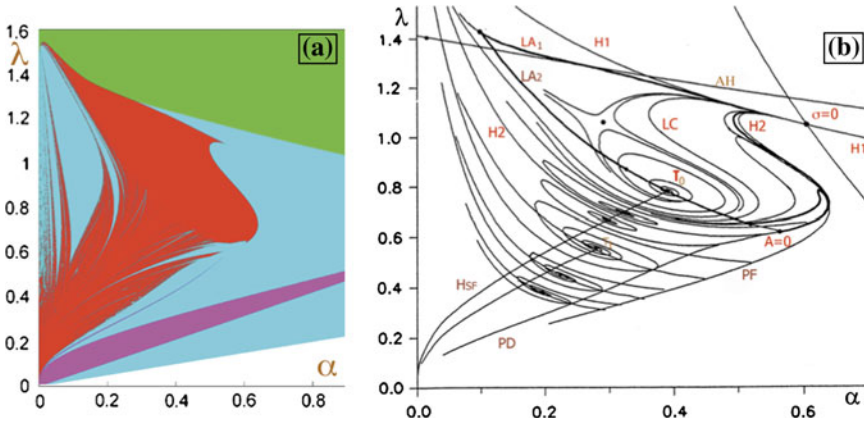 (a)
λ
1.6
1.4
1.2
1
0.8
0.6
0.4
0.2
0
0 0.2 0.4 0.6 0.8
α
(b)
λ
1.4
1.2
1.0
0.8
0.6
0.4
0.2
0.0
0.0 0.2 0.4 0.6
α
LA1
H1
LA2
AH
σ=0
H2
LC
H2
H1
T0
A=0
HSF
PF
PD